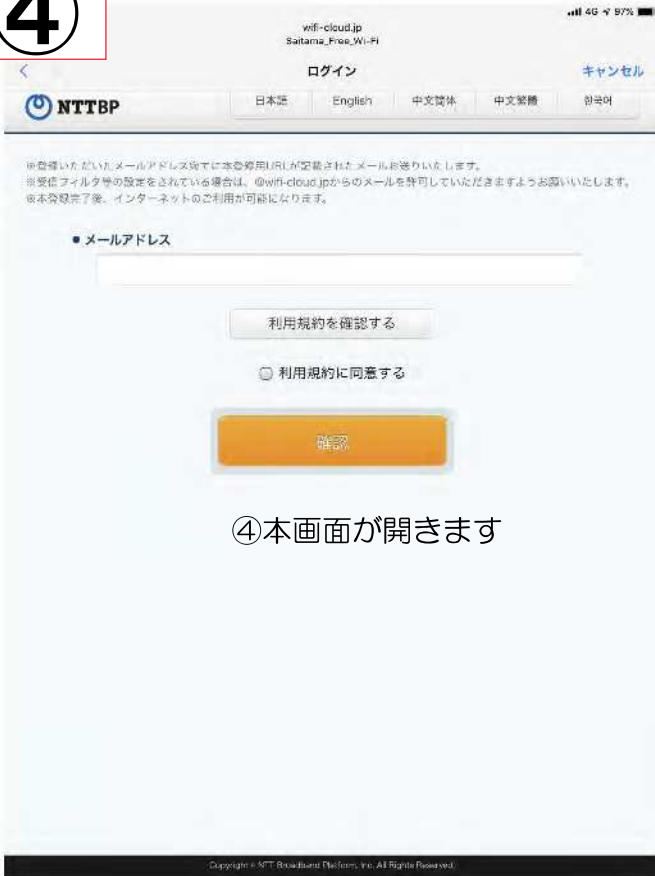 ④
4G 97%
wifi-cloud.jp
Saitama_Free_Wi-Fi
ログイン
キャンセル
NTTBP
日本語 English 中文简体 中文繁體 한국어
※登録いただいたメールアドレス宛てに本登録用URLが記載されたメールお送りいたします。
※受信フィルタ等の設定をされている場合は、@wifi-cloud.jpからのメールを許可していただきますようお願いいたします。
※本登録完了後、インターネットのご利用が可能になります。
●メールアドレス
利用規約を確認する
利用規約に同意する
確認
④本画面が開きます
Copyright © NTT Broadband Platform, Inc. All Rights Reserved.